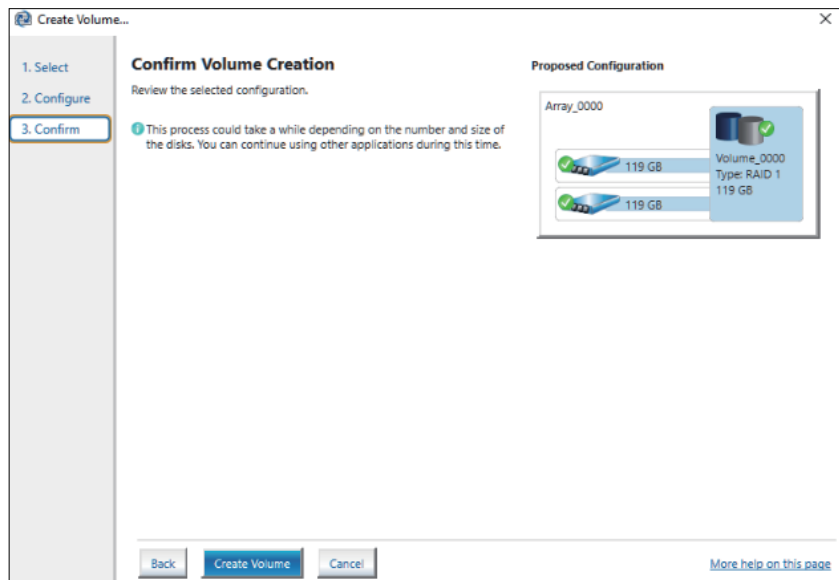 Create Volume...
1. Select
2. Configure
3. Confirm
Confirm Volume Creation
Review the selected configuration.
This process could take a while depending on the number and size of
the disks. You can continue using other applications during this time.
Proposed Configuration
Array_0000
119 GB
119 GB
Volume_0000
Type: RAID 1
119 GB
Back
Create Volume
Cancel
More help on this page